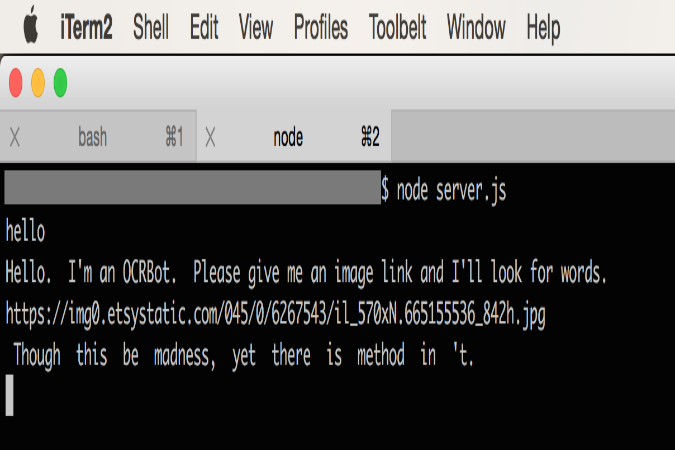 iTerm2 Shell Edit View Profiles Toolbelt Window Help
bash ⌘1 node ⌘2
$ node server.js
hello
Hello.  I'm an OCRBot.  Please give me an image link and I'll look for words.
https://img0.etsystatic.com/045/0/6267543/il_570xN.665155536_842h.jpg
Though  this  be  madness,  yet  there  is  method  in  't.